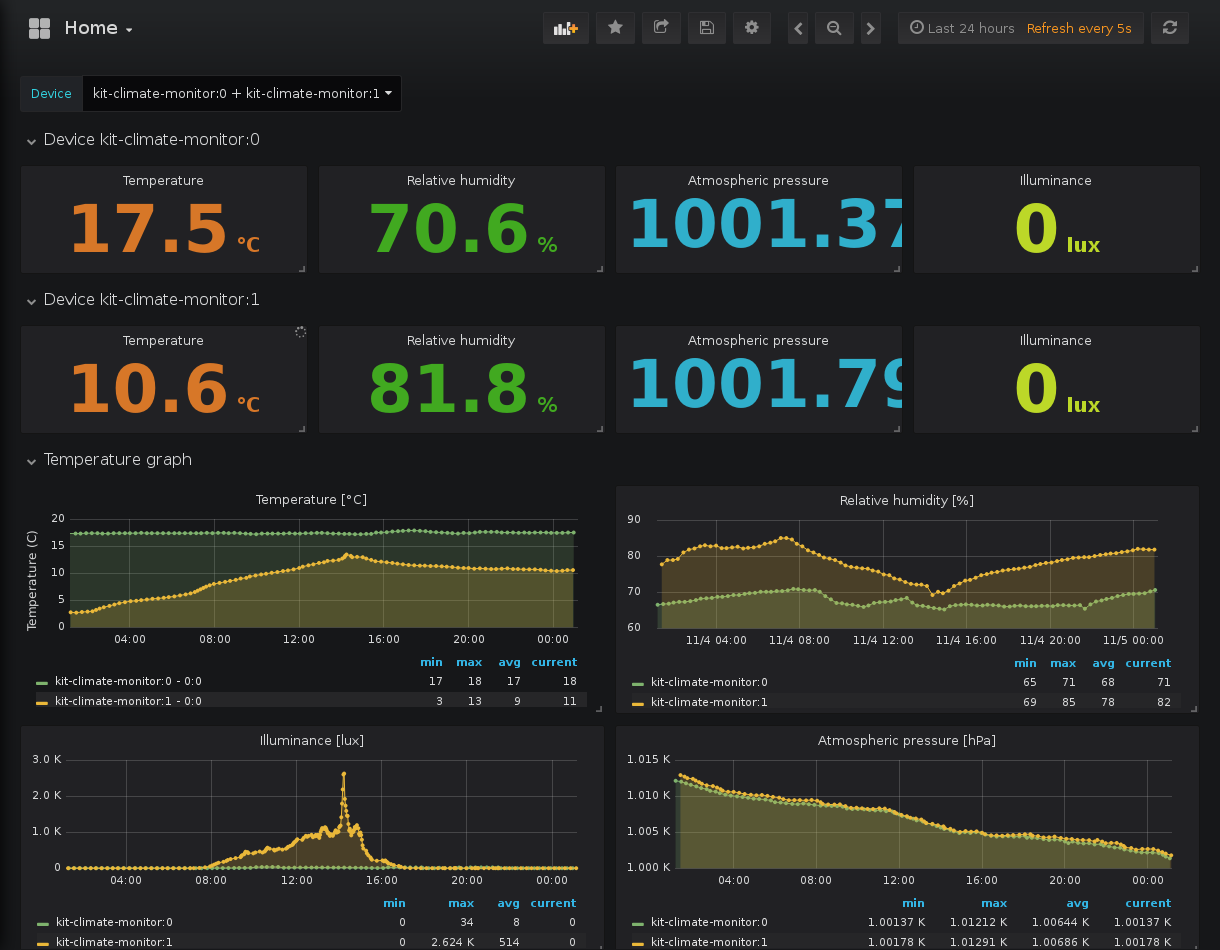 Home
Last 24 hours Refresh every 5s
Device kit-climate-monitor:0 + kit-climate-monitor:1
Device kit-climate-monitor:0
Temperature Relative humidity Atmospheric pressure Illuminance
17.5 °C 70.6 % 1001.37 0 lux
Device kit-climate-monitor:1
Temperature Relative humidity Atmospheric pressure Illuminance
10.6 °C 81.8 % 1001.79 0 lux
Temperature graph
Temperature [°C]
Temperature (C)
20
15
10
5
0
04:00 08:00 12:00 16:00 20:00 00:00
min max avg current
kit-climate-monitor:0 - 0:0 17 18 17 18
kit-climate-monitor:1 - 0:0 3 13 9 11
Relative humidity [%]
90
80
70
60
11/4 04:00 11/4 08:00 11/4 12:00 11/4 16:00 11/4 20:00 11/5 00:00
min max avg current
kit-climate-monitor:0 65 71 68 71
kit-climate-monitor:1 69 85 78 82
Illuminance [lux]
3.0 K
2.0 K
1.0 K
0
04:00 08:00 12:00 16:00 20:00 00:00
min max avg current
kit-climate-monitor:0 0 34 8 0
kit-climate-monitor:1 0 2.624 K 514 0
Atmospheric pressure [hPa]
1.015 K
1.010 K
1.005 K
1.000 K
04:00 08:00 12:00 16:00 20:00 00:00
min max avg current
kit-climate-monitor:0 1.00137 K 1.01212 K 1.00644 K 1.00137 K
kit-climate-monitor:1 1.00178 K 1.01291 K 1.00686 K 1.00178 K